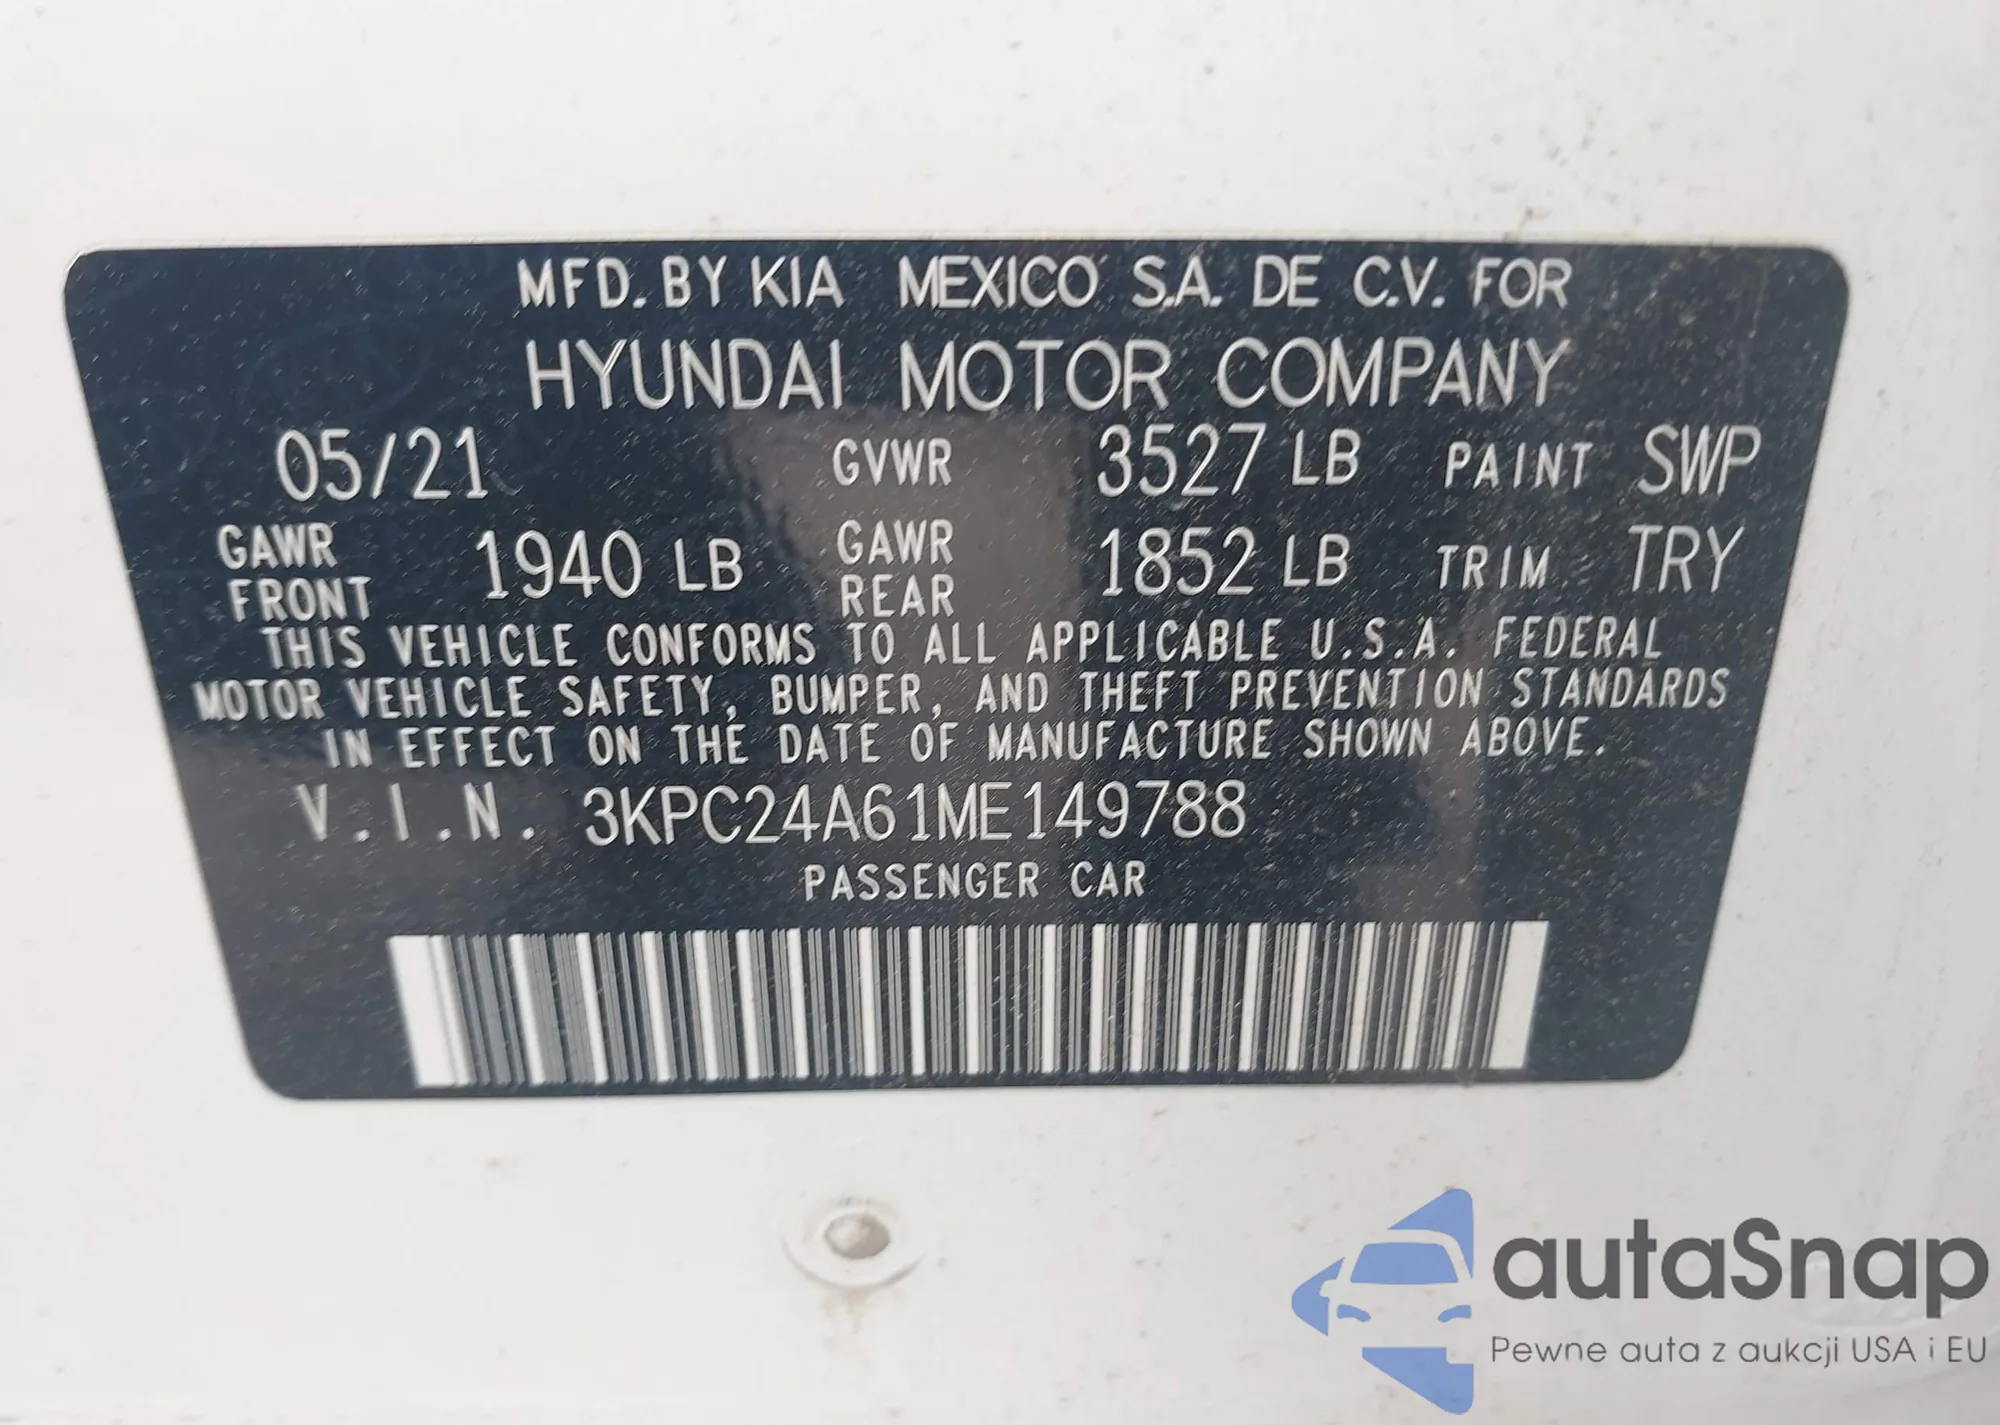 MFD. BY KIA MEXICO S.A. DE C.V. FOR
HYUNDAI MOTOR COMPANY
05/21 GVWR 3527 LB PAINT SWP
GAWR FRONT 1940 LB GAWR REAR 1852 LB TRIM TRY
THIS VEHICLE CONFORMS TO ALL APPLICABLE U.S.A. FEDERAL
MOTOR VEHICLE SAFETY, BUMPER, AND THEFT PREVENTION STANDARDS
IN EFFECT ON THE DATE OF MANUFACTURE SHOWN ABOVE.
V.I.N. 3KPC24A61ME149788
PASSENGER CAR
autaSnap
Pewne auta z aukcji USA i EU